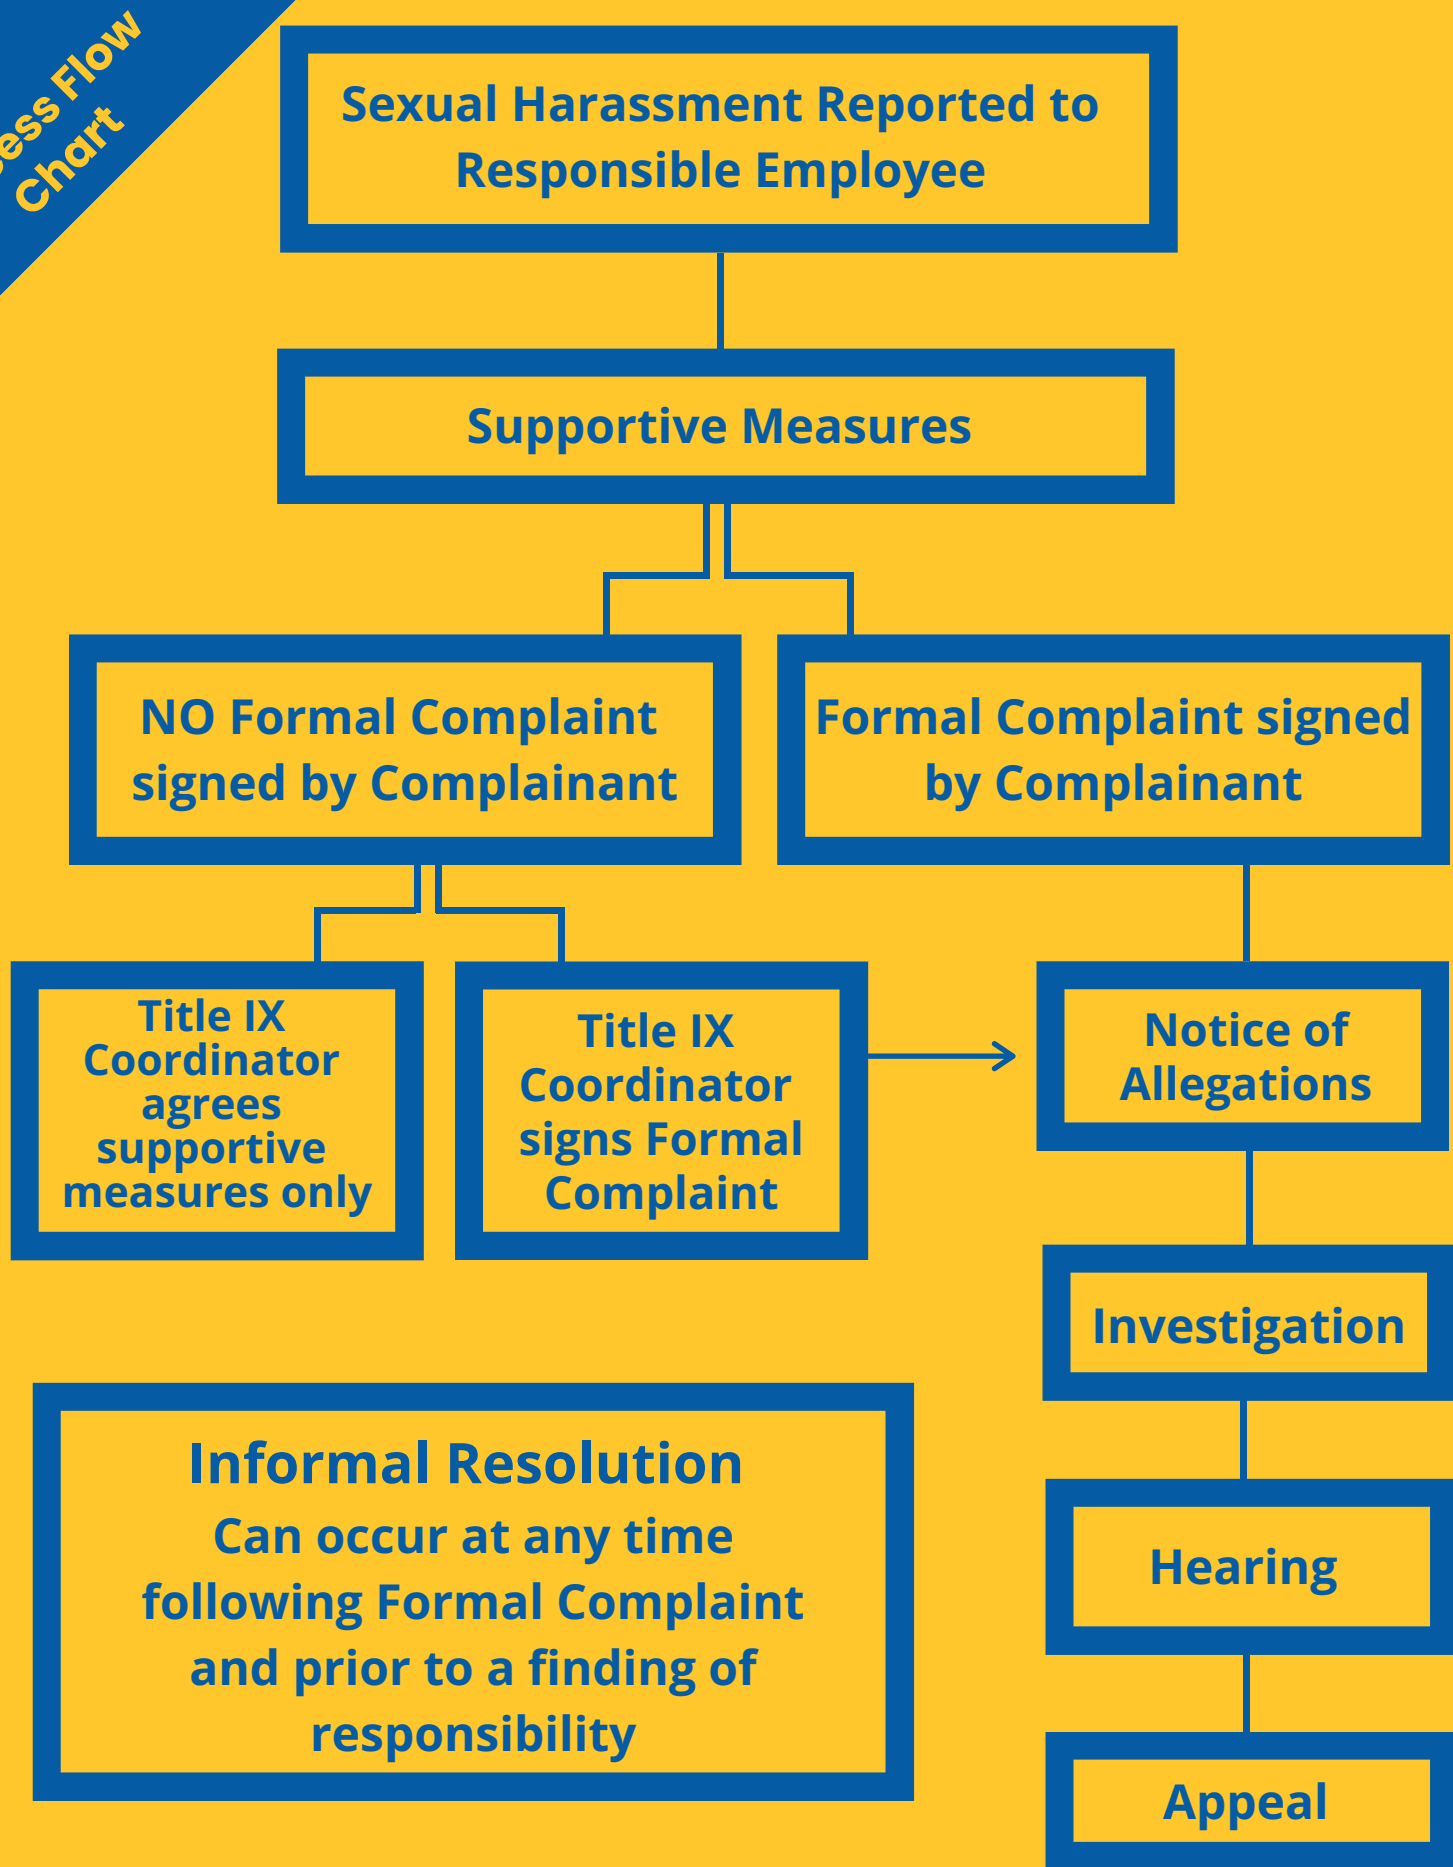 Flow
Chart
Sexual Harassment Reported to
Responsible Employee
Supportive Measures
NO Formal Complaint
signed by Complainant
Formal Complaint signed
by Complainant
Title IX
Coordinator
agrees
supportive
measures only
Title IX
Coordinator
signs Formal
Complaint
Notice of
Allegations
Investigation
Informal Resolution
Can occur at any time
following Formal Complaint
and prior to a finding of
responsibility
Hearing
Appeal